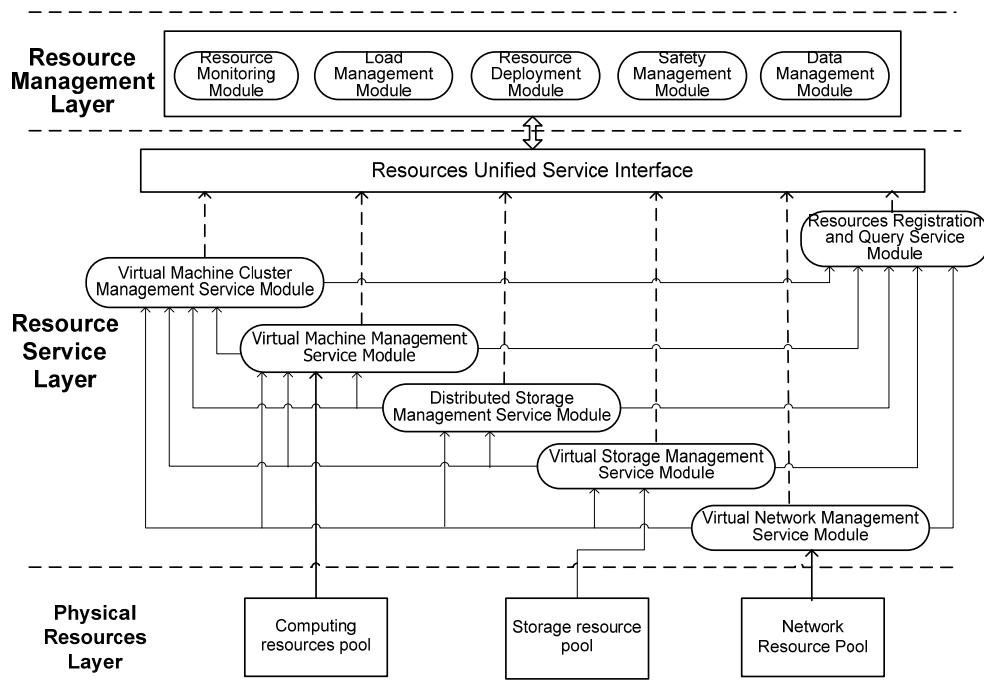 Resource
Management
Layer
Resource
Monitoring
Module
Load
Management
Module
Resource
Deployment
Module
Safety
Management
Module
Data
Management
Module
Resources Unified Service Interface
Resources Registration
and Query Service
Module
Virtual Machine Cluster
Management Service Module
Resource
Service
Layer
Virtual Machine Management
Service Module
Distributed Storage
Management Service Module
Virtual Storage Management
Service Module
Virtual Network Management
Service Module
Physical
Resources
Layer
Computing
resources pool
Storage resource
pool
Network
Resource Pool